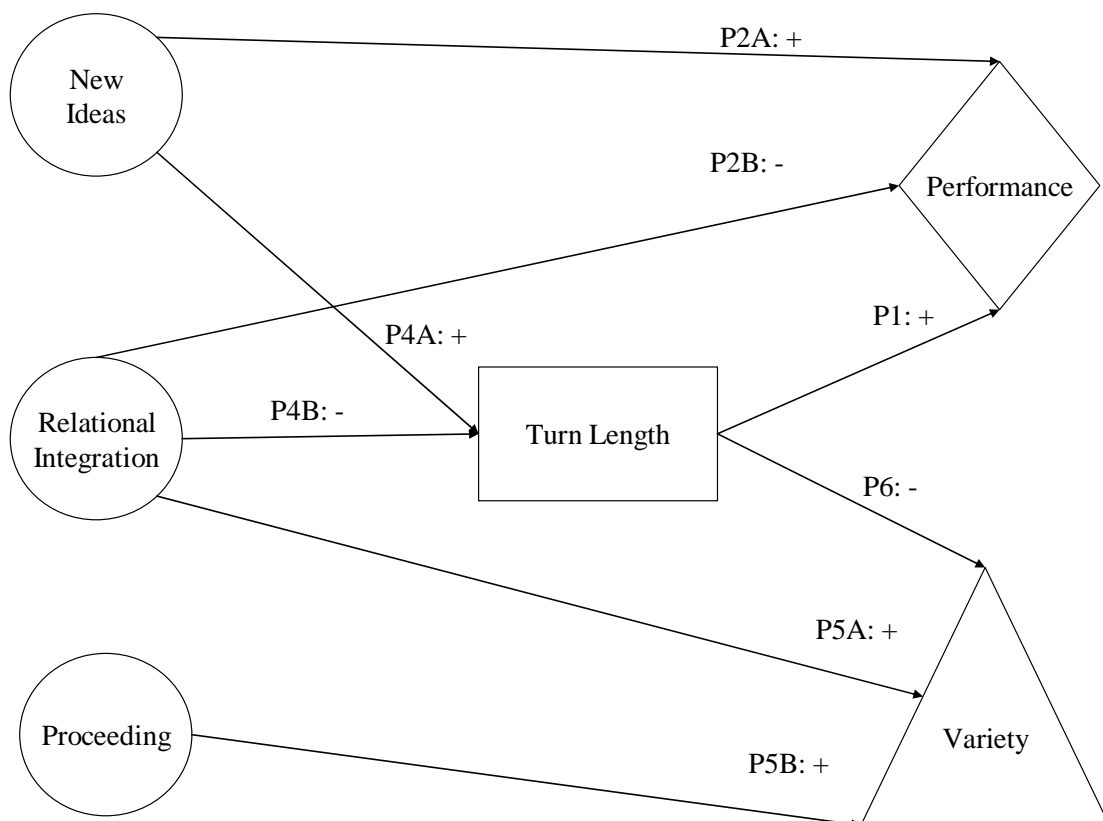 P2A: +
New
Ideas
P2B: -
Performance
P1: +
P4A: +
P4B: -
Relational
Integration
Turn Length
P6: -
P5A: +
Proceeding
Variety
P5B: +